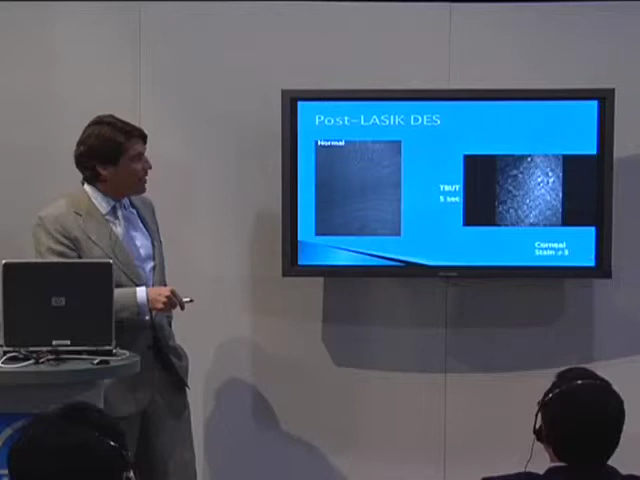 Post-LASIK DES
Normal
TBUT
5 sec
Corneal
Stain #3